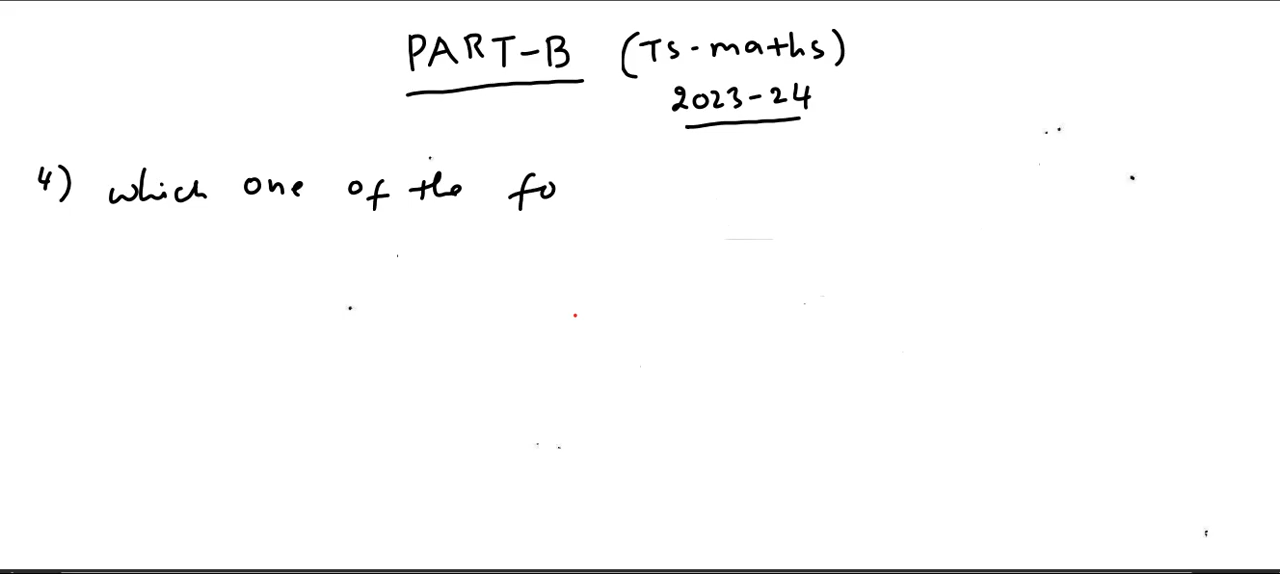 PART-B (TS-maths)
2023-24
4) which one of the fo